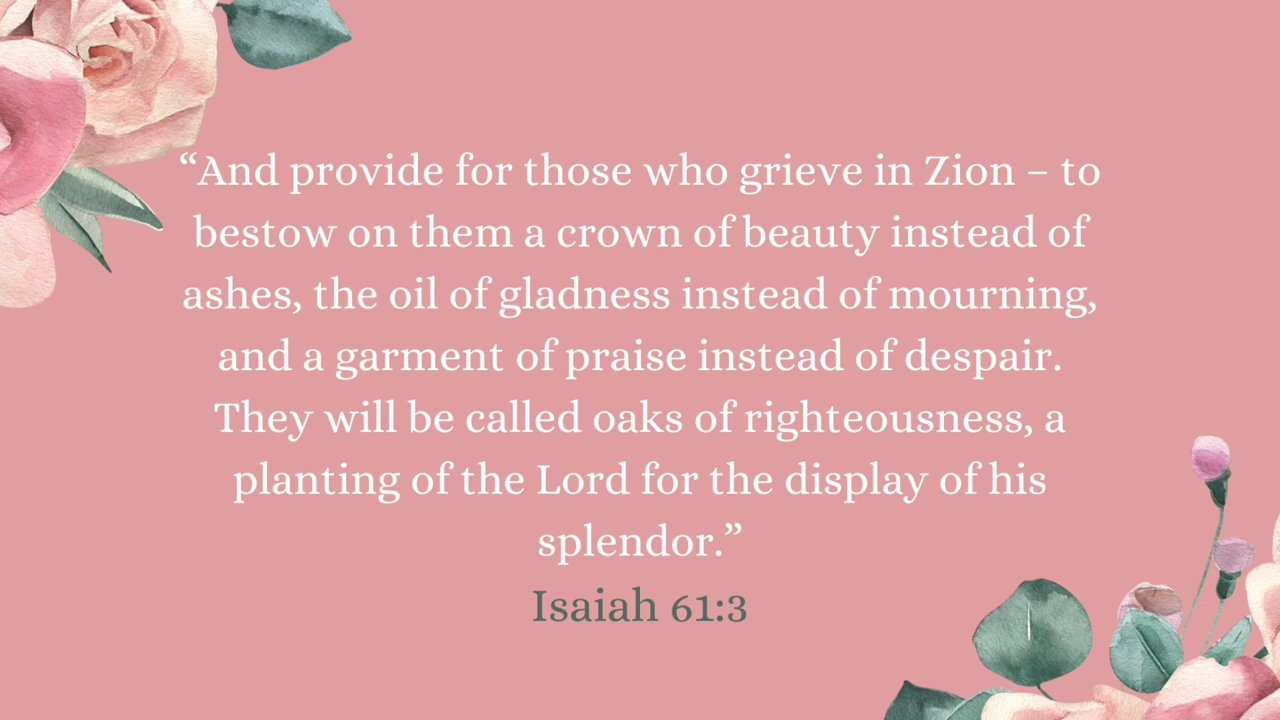 “And provide for those who grieve in Zion – to
bestow on them a crown of beauty instead of
ashes, the oil of gladness instead of mourning,
and a garment of praise instead of despair.
They will be called oaks of righteousness, a
planting of the Lord for the display of his
splendor.”
Isaiah 61:3